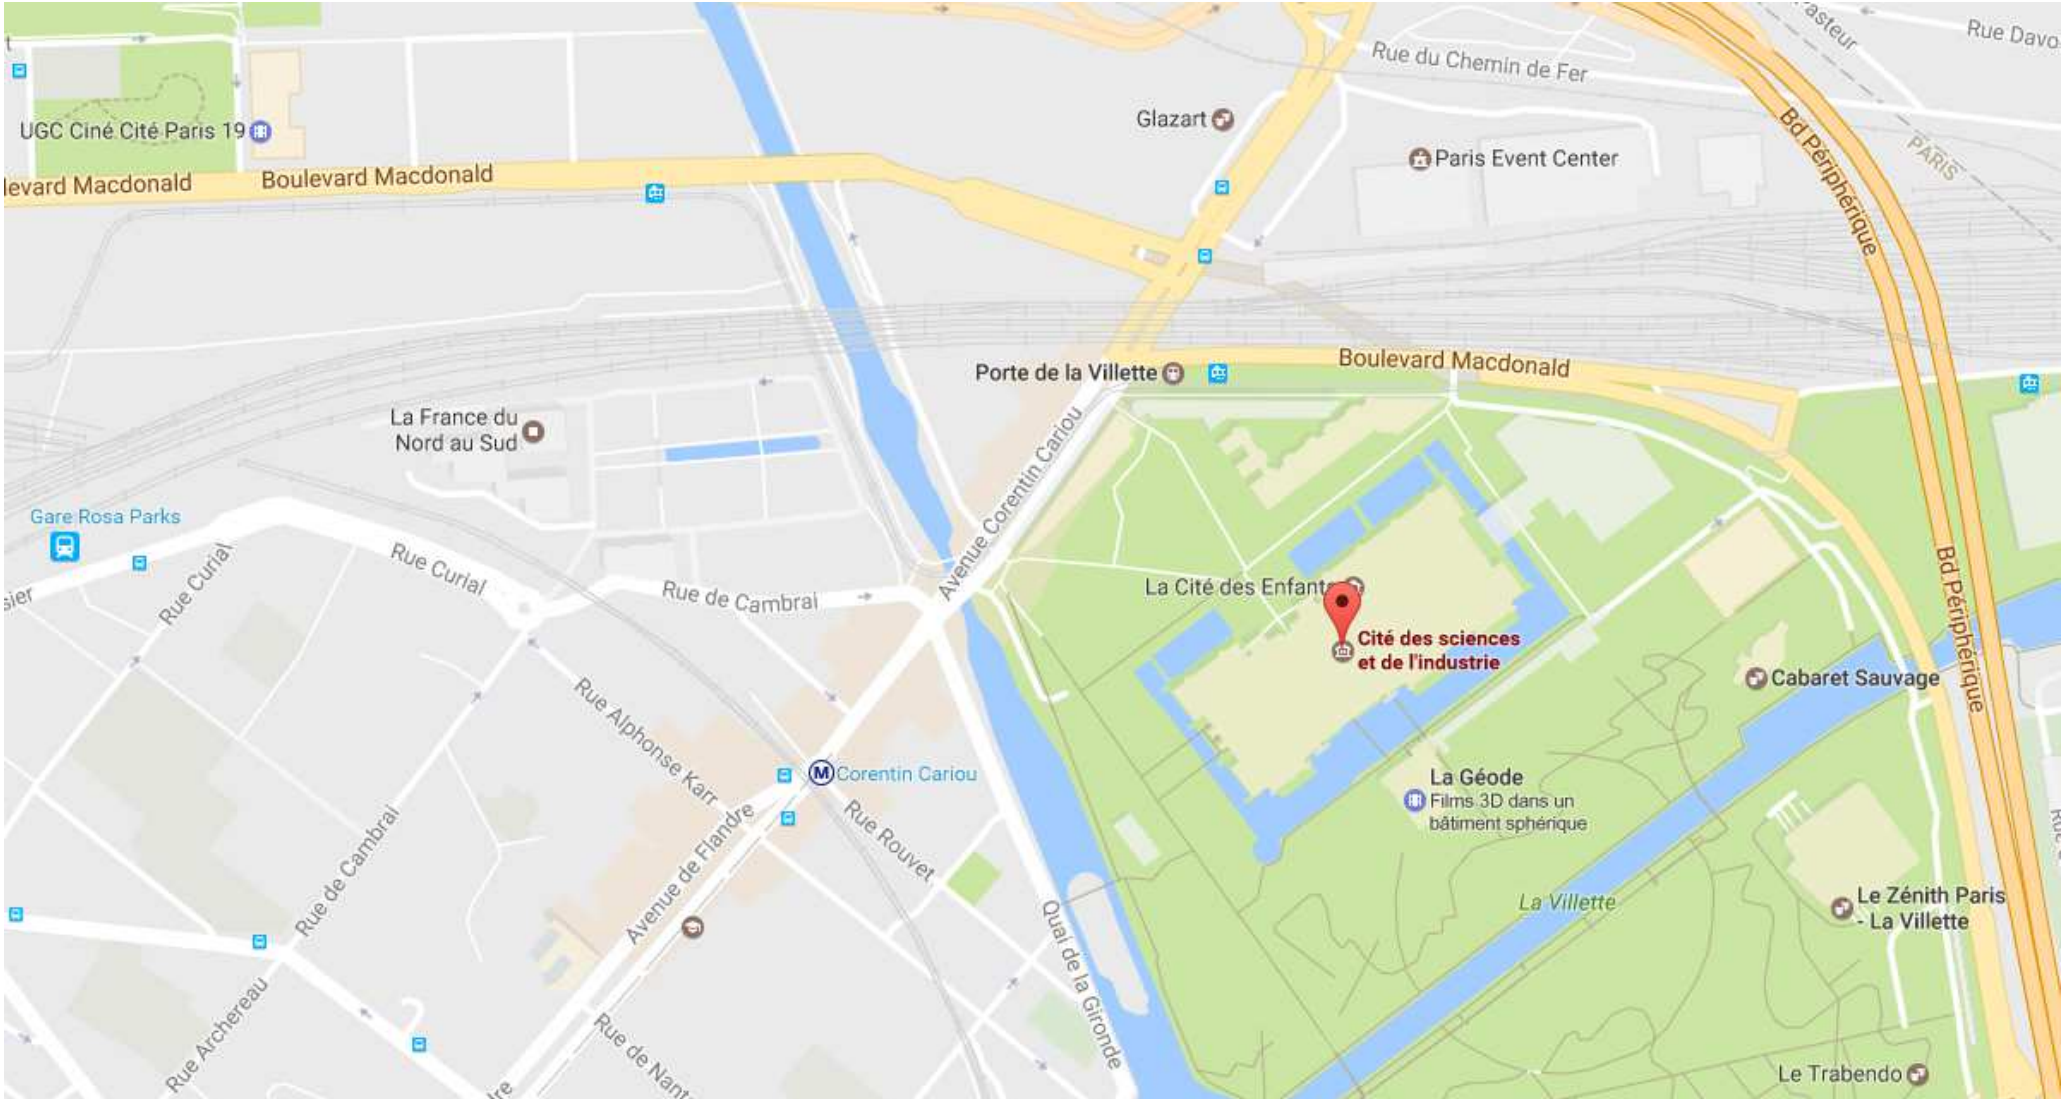 Rue du Chemin de Fer
Pasteur
Rue Davo
Glazart
UGC Ciné Cité Paris 19
Paris Event Center
Bd Périphérique
PARIS
levard Macdonald
Boulevard Macdonald
Porte de la Villette
Boulevard Macdonald
La France du
Nord au Sud
Avenue Corentin Cariou
Gare Rosa Parks
Rue Curial
Rue Curial
sier
Rue de Cambrai
La Cité des Enfants
Cité des sciences
et de l'industrie
Bd Périphérique
Cabaret Sauvage
Rue Alphonse Karr
M
Corentin Cariou
La Géode
Films 3D dans un
bâtiment sphérique
Rue de Cambrai
Avenue de Flandre
Rue Rouvet
La Villette
Le Zénith Paris
- La Villette
Quai de la Gironde
Rue Archereau
Rue de Nant
dre
Le Trabendo